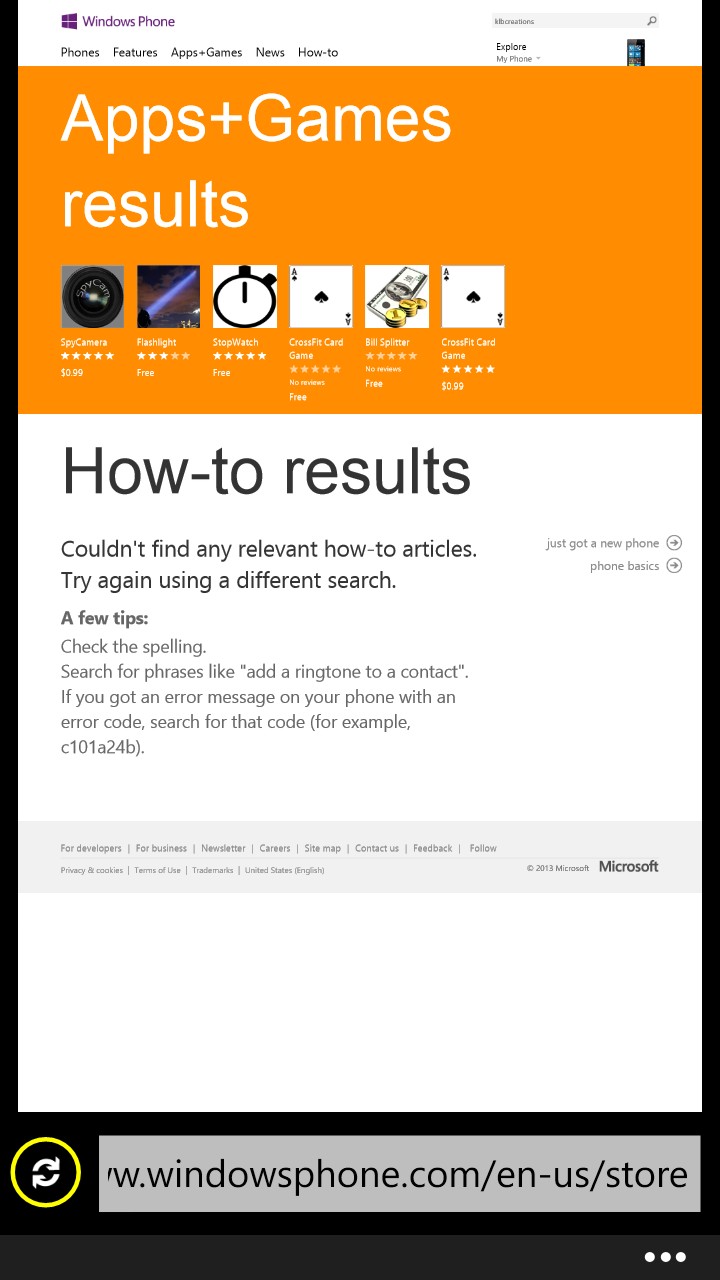 Windows Phone
klbcreations
Phones Features Apps+Games News How-to
Explore
My Phone
Apps+Games
results
SpyCam
A
A
A
A
SpyCamera
Flashlight
StopWatch
CrossFit Card
Game
Bill Splitter
CrossFit Card
Game
No reviews
No reviews
$0.99
Free
Free
Free
Free
$0.99
How-to results
Couldn't find any relevant how-to articles.
Try again using a different search.
just got a new phone
phone basics
A few tips:
Check the spelling.
Search for phrases like "add a ringtone to a contact".
If you got an error message on your phone with an
error code, search for that code (for example,
c101a24b).
For developers | For business | Newsletter | Careers | Site map | Contact us | Feedback | Follow
Privacy & cookies | Terms of Use | Trademarks | United States (English)
© 2013 Microsoft Microsoft
w.windowsphone.com/en-us/store